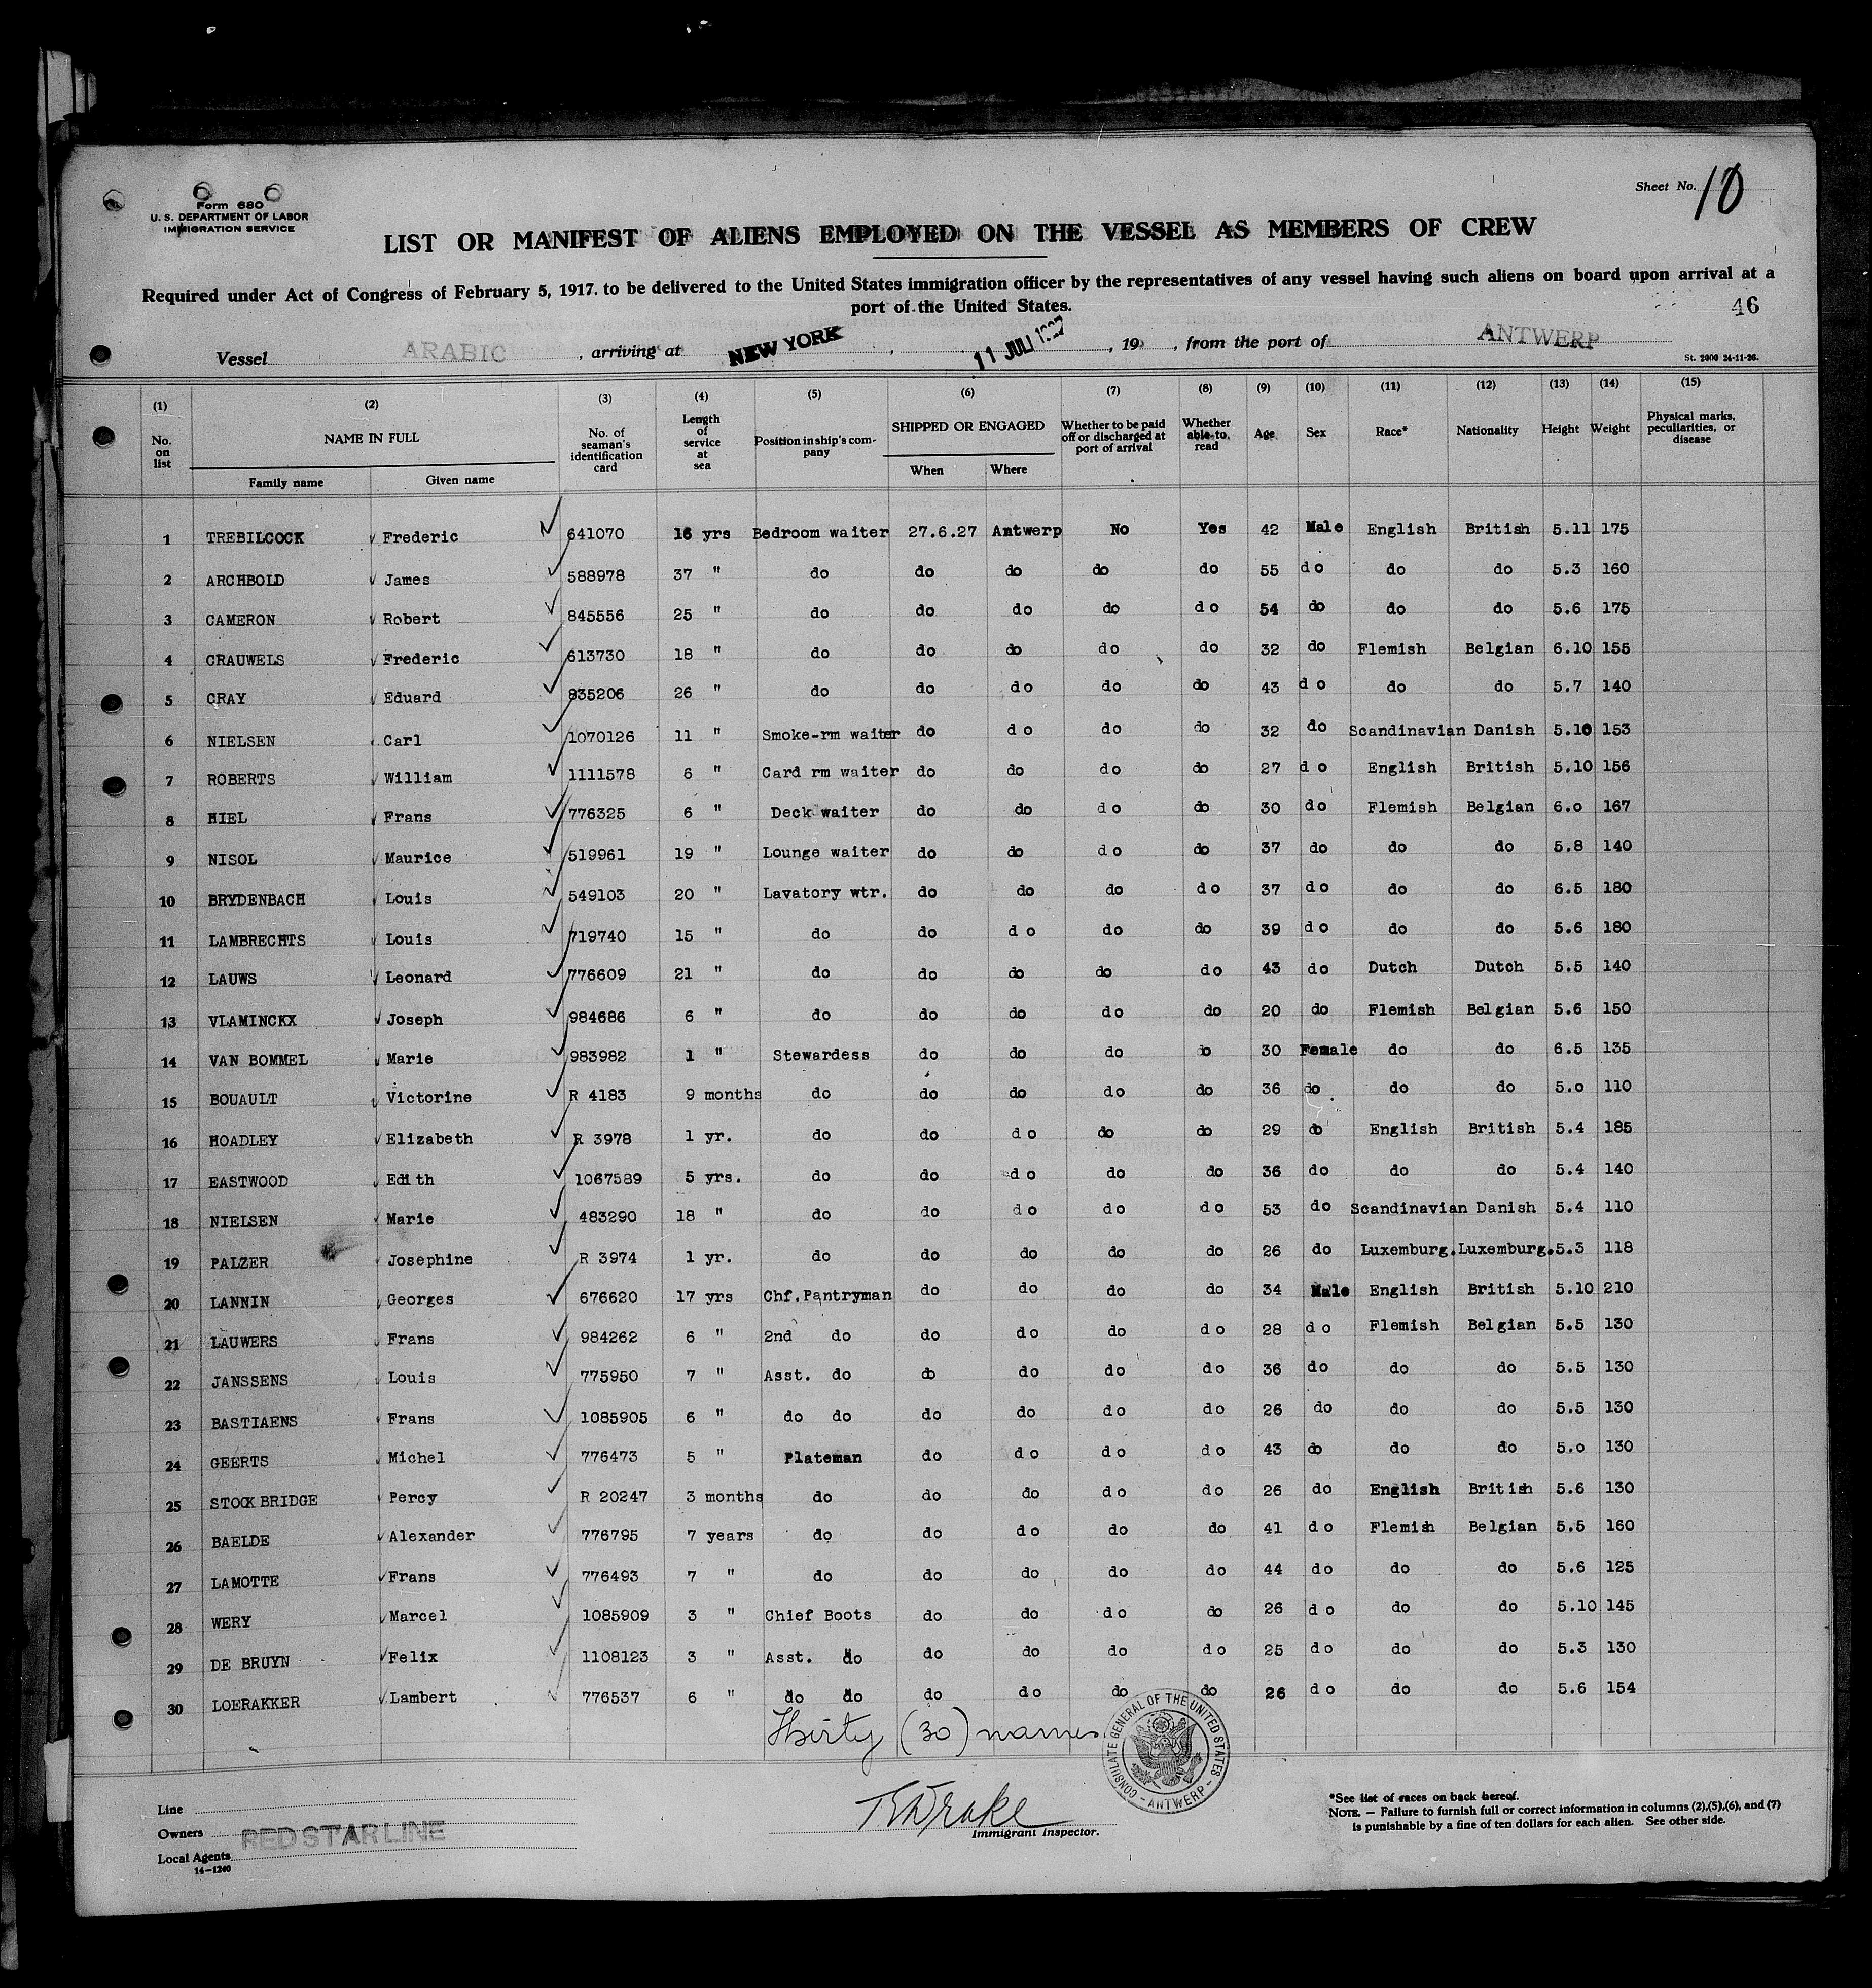 Form 680
U. S. DEPARTMENT OF LABOR
IMMIGRATION SERVICE
Sheet No. 10
LIST OR MANIFEST OF ALIENS EMPLOYED ON THE VESSEL AS MEMBERS OF CREW
Required under Act of Congress of February 5, 1917. to be delivered to the United States immigration officer by the representatives of any vessel having such aliens on board upon arrival at a
port of the United States.
46
Vessel ARABIC , arriving at NEW YORK , 11 JULI 1927 , 19 , from the port of ANTWERP
St. 2000 24-11-26.
(1) (2) (3) (4) (5) (6) (7) (8) (9) (10) (11) (12) (13) (14) (15)
No. on list NAME IN FULL No. of seaman's identification card Length of service at sea Position in ship's company SHIPPED OR ENGAGED Whether to be paid off or discharged at port of arrival Whether able to read Age Sex Race* Nationality Height Weight Physical marks, peculiarities, or disease
Family name Given name When Where
1 TREBILCOCK Frederic 641070 16 yrs Bedroom waiter 27.6.27 Antwerp No Yes 42 Male English British 5.11 175
2 ARCHBOLD James 588978 37 " do do do do do 55 do do do 5.3 160
3 CAMERON Robert 845556 25 " do do do do do 54 do do do 5.6 175
4 CRAUWELS Frederic 613730 18 " do do do do do 32 do Flemish Belgian 6.10 155
5 CRAY Eduard 835206 26 " do do do do do 43 do do do 5.7 140
6 NIELSEN Carl 1070126 11 " Smoke-rm waiter do do do do 32 do Scandinavian Danish 5.10 153
7 ROBERTS William 1111578 6 " Card rm waiter do do do do 27 do English British 5.10 156
8 HIEL Frans 776325 6 " Deck waiter do do do do 30 do Flemish Belgian 6.0 167
9 NISOL Maurice 519961 19 " Lounge waiter do do do do 37 do do do 5.8 140
10 BRYDENBACH Louis 549103 20 " Lavatory wtr. do do do do 37 do do do 6.5 180
11 LAMBRECHTS Louis 719740 15 " do do do do do 39 do do do 5.6 180
12 LAUWS Leonard 776609 21 " do do do do do 43 do Dutch Dutch 5.5 140
13 VLAMINCKX Joseph 984686 6 " do do do do do 20 do Flemish Belgian 5.6 150
14 VAN BOMMEL Marie 983982 1 " Stewardess do do do do 30 Female do do 6.5 135
15 BOUAULT Victorine R 4183 9 months do do do do do 36 do do do 5.0 110
16 HOADLEY Elizabeth R 3978 1 yr. do do do do do 29 do English British 5.4 185
17 EASTWOOD Edith 1067589 5 yrs. do do do do do 36 do do do 5.4 140
18 NIELSEN Marie 483290 18 " do do do do do 53 do Scandinavian Danish 5.4 110
19 PALZER Josephine R 3974 1 yr. do do do do do 26 do Luxemburg. Luxemburg. 5.3 118
20 LANNIN Georges 676620 17 yrs Chf.Pantryman do do do do 34 Male English British 5.10 210
21 LAUWERS Frans 984262 6 " 2nd do do do do do 28 do Flemish Belgian 5.5 130
22 JANSSENS Louis 775950 7 " Asst. do do do do do 36 do do do 5.5 130
23 BASTIAENS Frans 1085905 6 " do do do do do do 26 do do do 5.5 130
24 GEERTS Michel 776473 5 " Plateman do do do do 43 do do do 5.0 130
25 STOCKBRIDGE Percy R 20247 3 months do do do do do 26 do English British 5.6 130
26 BAELDE Alexander 776795 7 years do do do do do 41 do Flemish Belgian 5.5 160
27 LAMOTTE Frans 776493 7 " do do do do do 44 do do do 5.6 125
28 WERY Marcel 1085909 3 " Chief Boots do do do do 26 do do do 5.10 145
29 DE BRUYN Felix 1108123 3 " Asst. do do do do do 25 do do do 5.3 130
30 LOERAKKER Lambert 776537 6 " do do do do do do 26 do do do 5.6 154
Thirty (30) names
CONSULATE GENERAL OF THE UNITED STATES - ANTWERP -
Line
Owners RED STAR LINE
Local Agents
14-1240
Drake
Immigrant Inspector.
*See list of races on back hereof.
NOTE. — Failure to furnish full or correct information in columns (2),(5),(6), and (7)
is punishable by a fine of ten dollars for each alien. See other side.